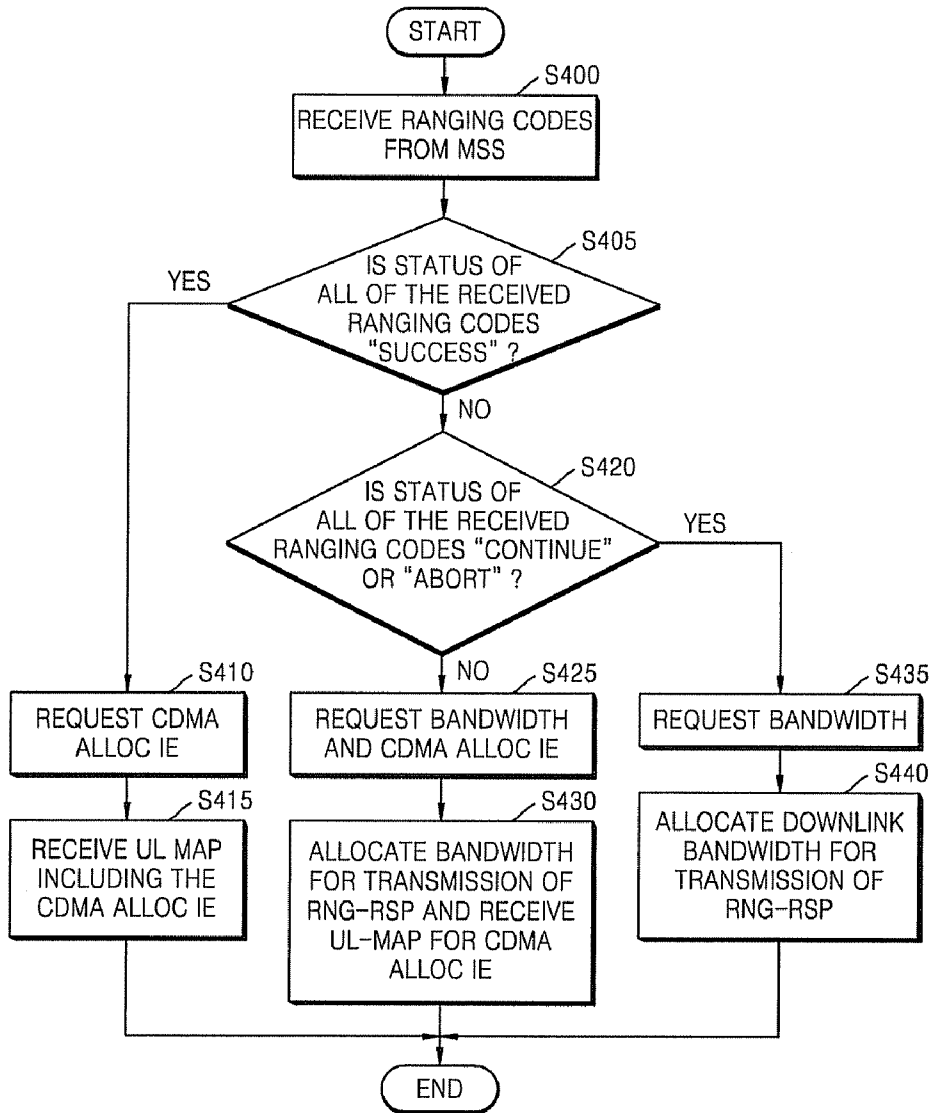 START
S400
RECEIVE RANGING CODES
FROM MSS
S405
IS STATUS OF
ALL OF THE RECEIVED
RANGING CODES
"SUCCESS" ?
YES
NO
S420
IS STATUS OF
ALL OF THE RECEIVED
RANGING CODES "CONTINUE"
OR "ABORT" ?
YES
NO
S410
REQUEST CDMA
ALLOC IE
S425
REQUEST BANDWIDTH
AND CDMA ALLOC IE
S435
REQUEST BANDWIDTH
S415
RECEIVE UL MAP
INCLUDING THE
CDMA ALLOC IE
S430
ALLOCATE BANDWIDTH
FOR TRANSMISSION OF
RNG-RSP AND RECEIVE
UL-MAP FOR CDMA
ALLOC IE
S440
ALLOCATE DOWNLINK
BANDWIDTH FOR
TRANSMISSION OF
RNG-RSP
END